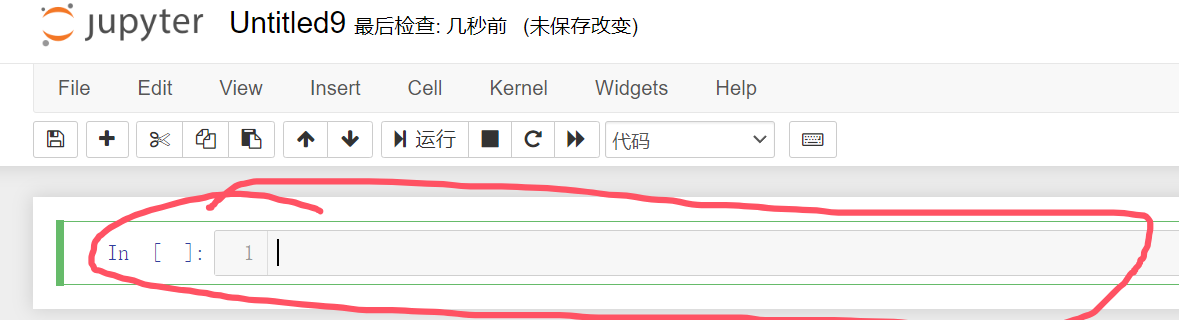 jupyter Untitled9 最后检查: 几秒前 (未保存改变)
File Edit View Insert Cell Kernel Widgets Help
运行 代码
In [ ]: 1